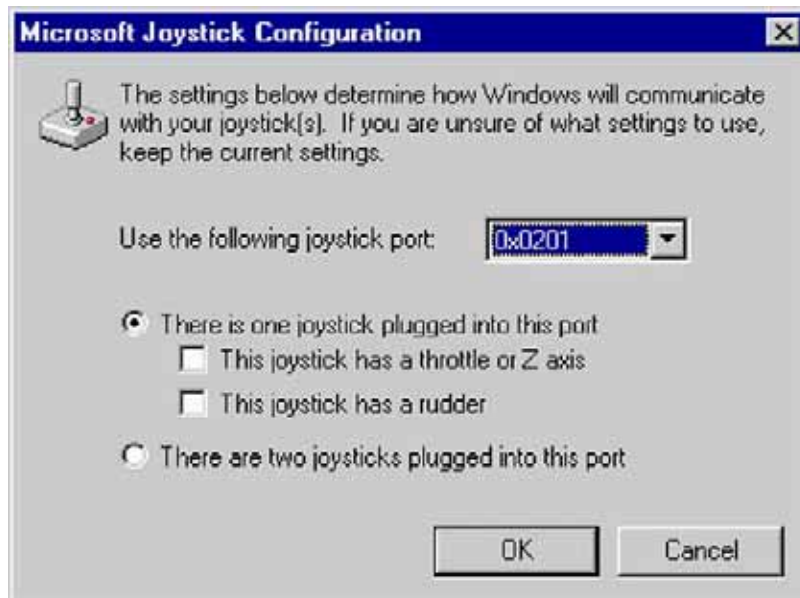 Microsoft Joystick Configuration
The settings below determine how Windows will communicate
with your joystick(s). If you are unsure of what settings to use,
keep the current settings.
Use the following joystick port:
0x0201
There is one joystick plugged into this port
This joystick has a throttle or Z axis
This joystick has a rudder
There are two joysticks plugged into this port
OK
Cancel